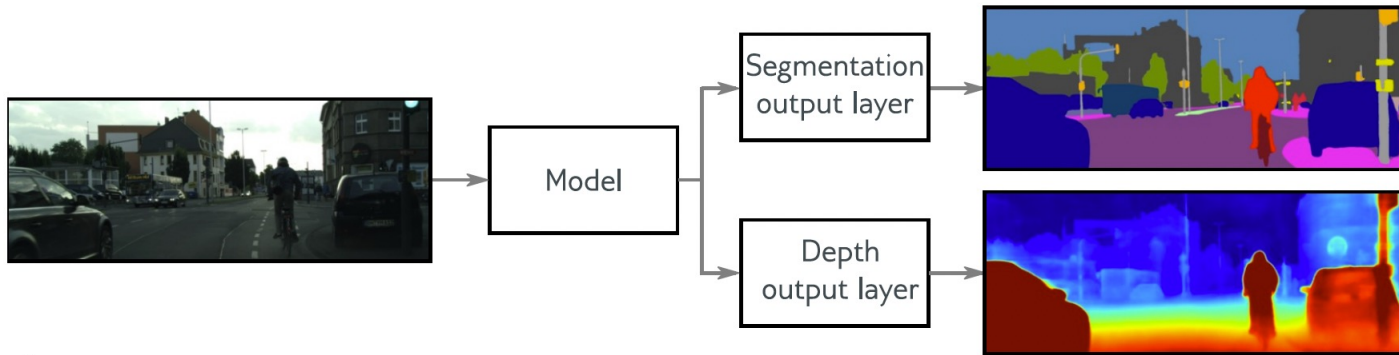 Model
Segmentation
output layer
Depth
output layer